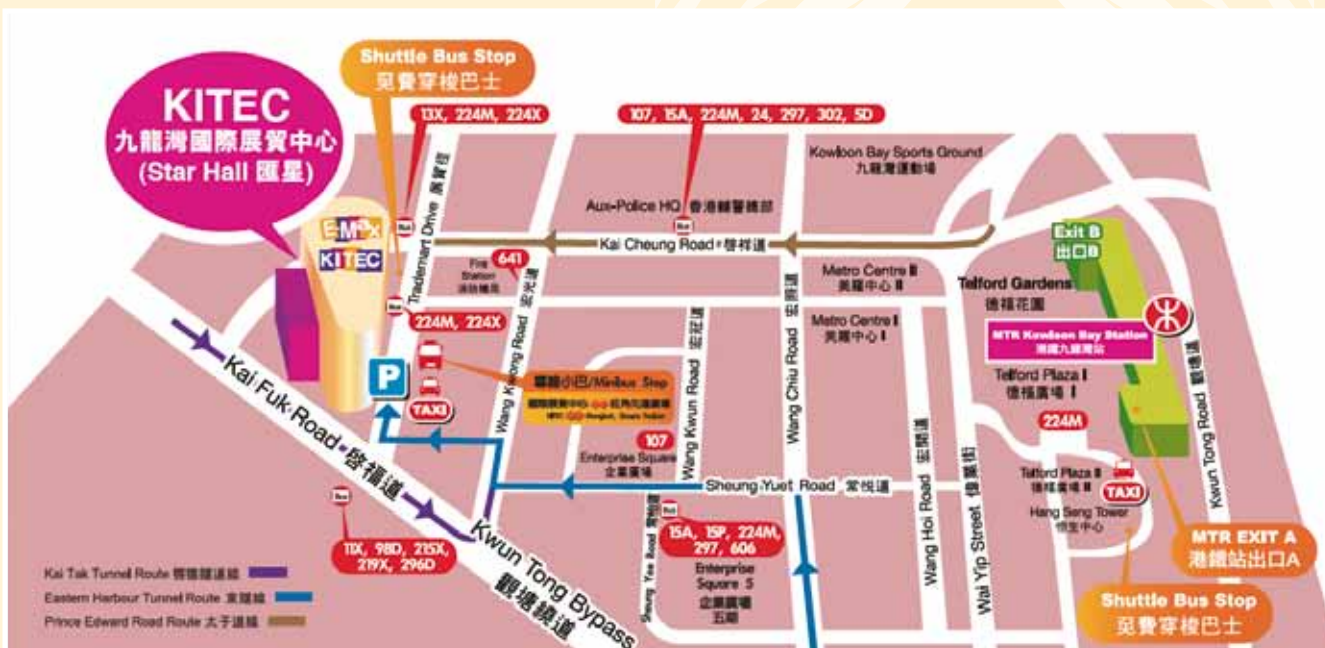 Shuttle Bus Stop
免費穿梭巴士
KITEC
九龍灣國際展貿中心
(Star Hall 匯星)
13X, 224M, 224X
107, 15A, 224M, 24, 297, 302, 5D
Kowloon Bay Sports Ground
九龍灣運動場
Trademart Drive 展貿徑
Aux-Police HQ 香港輔警總部
E-Max
KITEC
Bus
Bus
Kai Cheung Road 啓祥道
Exit B
出口B
Fire
Station
消防機房
641
Metro Centre II
美羅中心 II
Telford Gardens
德福花園
Bus
224M, 224X
Wang Kwong Road 宏光道
Wang Kwun Road 宏冠道
Wang Chiu Road 宏照道
Metro Centre I
美羅中心 I
MTR Kowloon Bay Station
港鐵九龍灣站
Kwun Tong Road 觀塘道
P
TAXI
專線小巴/Minibus Stop
Telford Plaza I
德福廣場 I
224M
Kai Fuk Road 啓福道
107
Enterprise Square
企業廣場
Sheung Yuet Road 常悅道
Wang Hoi Road 宏開道
Wai Yip Street 偉業街
Telford Plaza II
德福廣場 II
TAXI
Hang Seng Tower
恒生中心
Bus
11X, 98D, 215X,
219X, 296D
Kwun Tong Bypass
觀塘繞道
Sheung Yee Road 常怡道
Bus
15A, 15P, 224M,
297, 606
Enterprise
Square 5
企業廣場
五期
MTR EXIT A
港鐵站出口A
Shuttle Bus Stop
免費穿梭巴士
Kai Tak Tunnel Route 啓德隧道線
Eastern Harbour Tunnel Route 東隧線
Prince Edward Road Route 太子道線